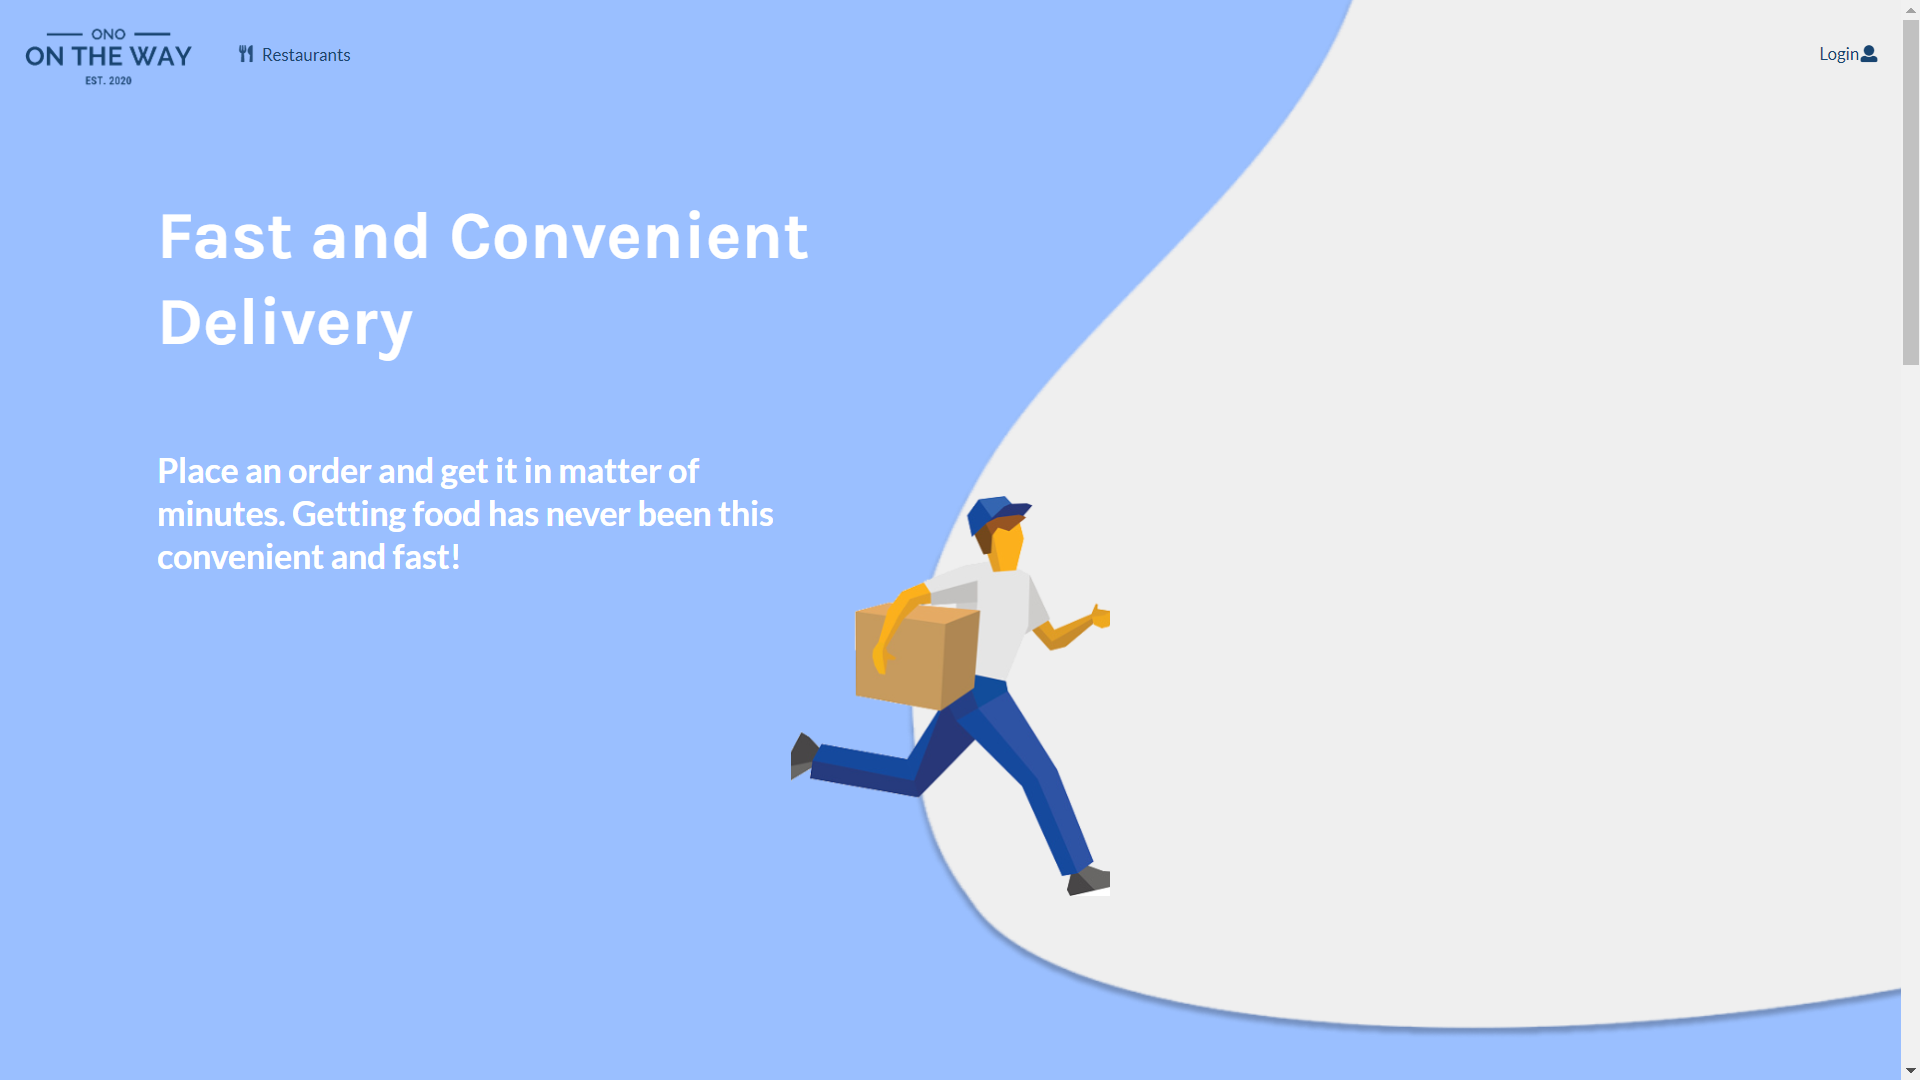 ONO
ON THE WAY
EST. 2020
Restaurants
Login
Fast and Convenient
Delivery
Place an order and get it in matter of
minutes. Getting food has never been this
convenient and fast!